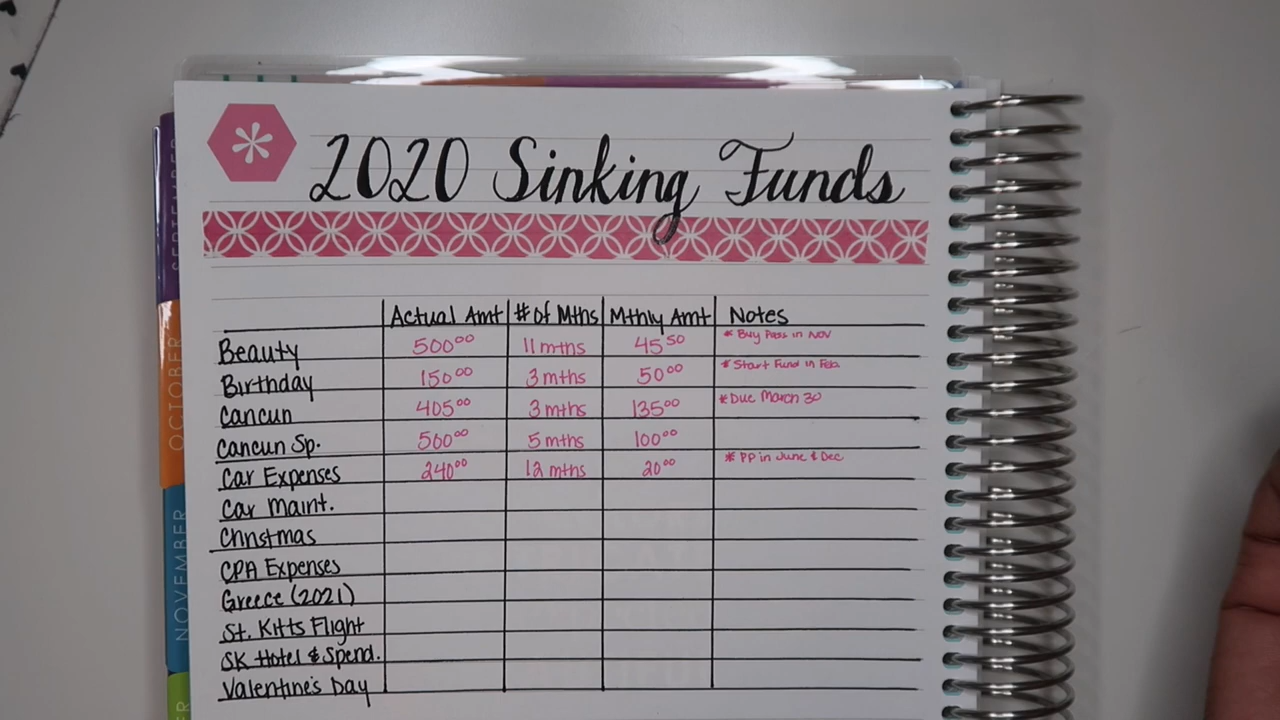 2020 Sinking Funds
Actual Amt # of Mths Mthly Amt Notes
Beauty 500⁰⁰ 11 mths 45⁵⁰ * Buy Pass in Nov
Birthday 150⁰⁰ 3 mths 50⁰⁰ * Start Fund in Feb
Cancun 405⁰⁰ 3 mths 135⁰⁰ * Due March 30
Cancun Sp. 500⁰⁰ 5 mths 100⁰⁰
Car Expenses 240⁰⁰ 12 mths 20⁰⁰ * PP in June & Dec
Car Maint.
Christmas
CPA Expenses
Greece (2021)
St. Kitts Flight
SK Hotel & Spend.
Valentine's Day
SEPTEMBER
OCTOBER
NOVEMBER